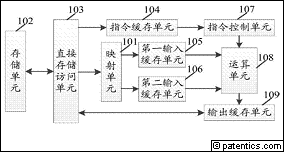 102
存储单元
103
直接存储访问单元
104
指令缓存单元
101
映射单元
105
第一输入缓存单元
106
第二输入缓存单元
107
指令控制单元
108
运算单元
109
输出缓存单元
© patentics.com